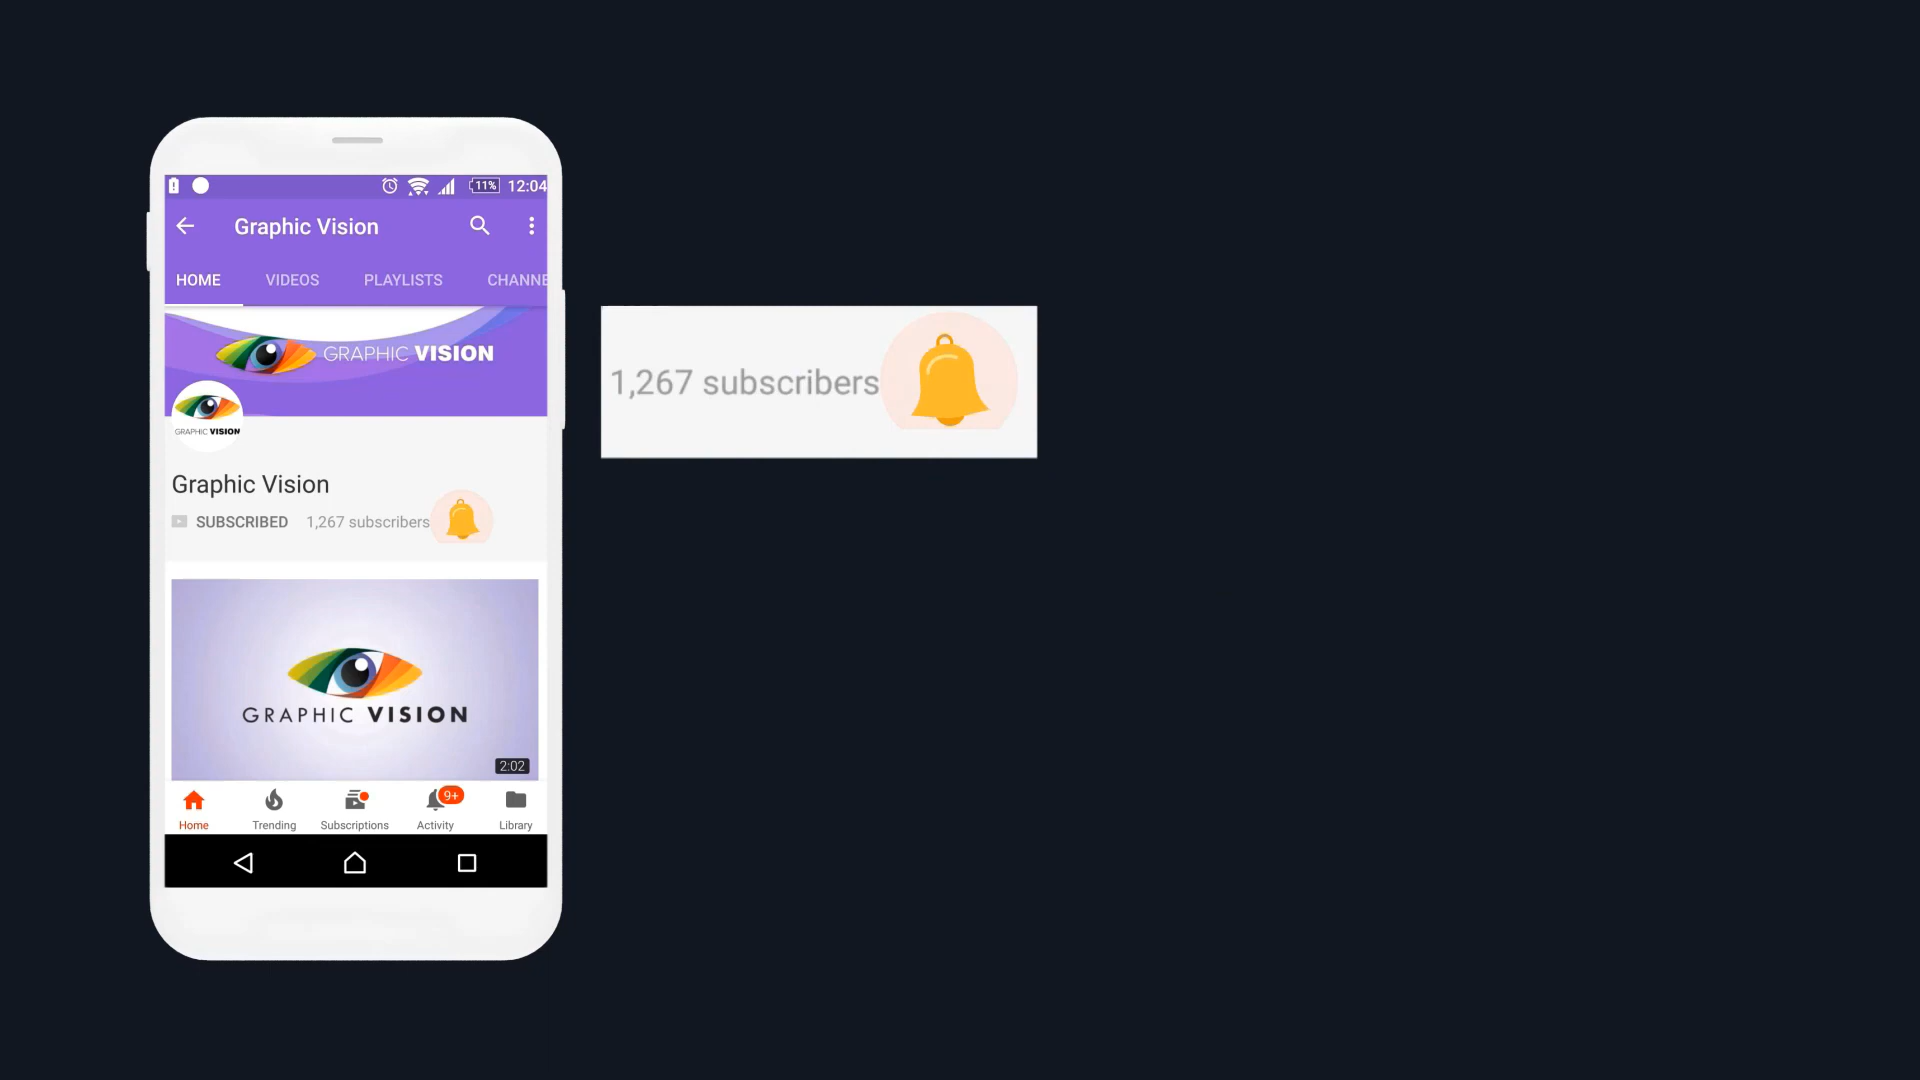 11% 12:04
Graphic Vision
HOME VIDEOS PLAYLISTS CHANNE
GRAPHIC VISION
GRAPHIC VISION
Graphic Vision
SUBSCRIBED 1,267 subscribers
1,267 subscribers
GRAPHIC VISION
2:02
9+
Home Trending Subscriptions Activity Library